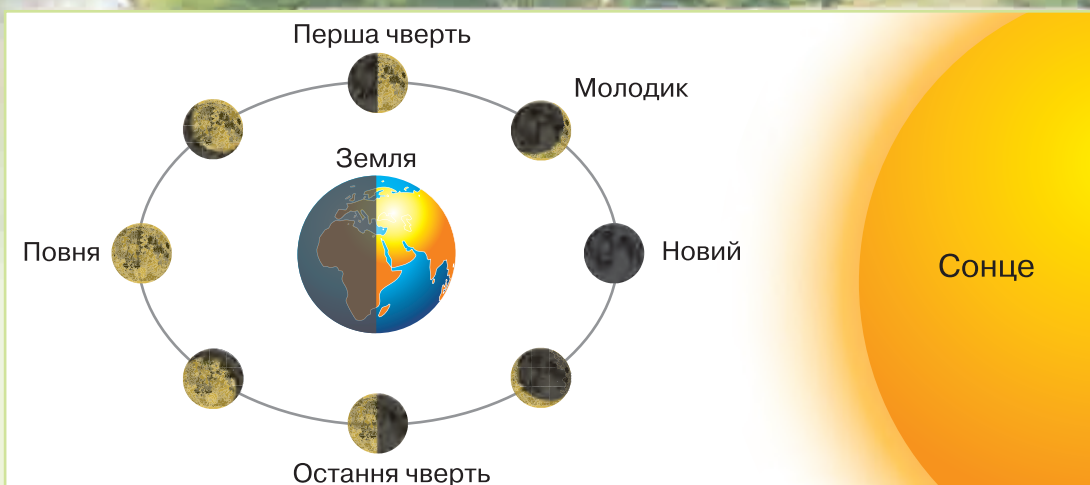 Перша чверть
Молодик
Земля
Повня
Новий
Сонце
Остання чверть